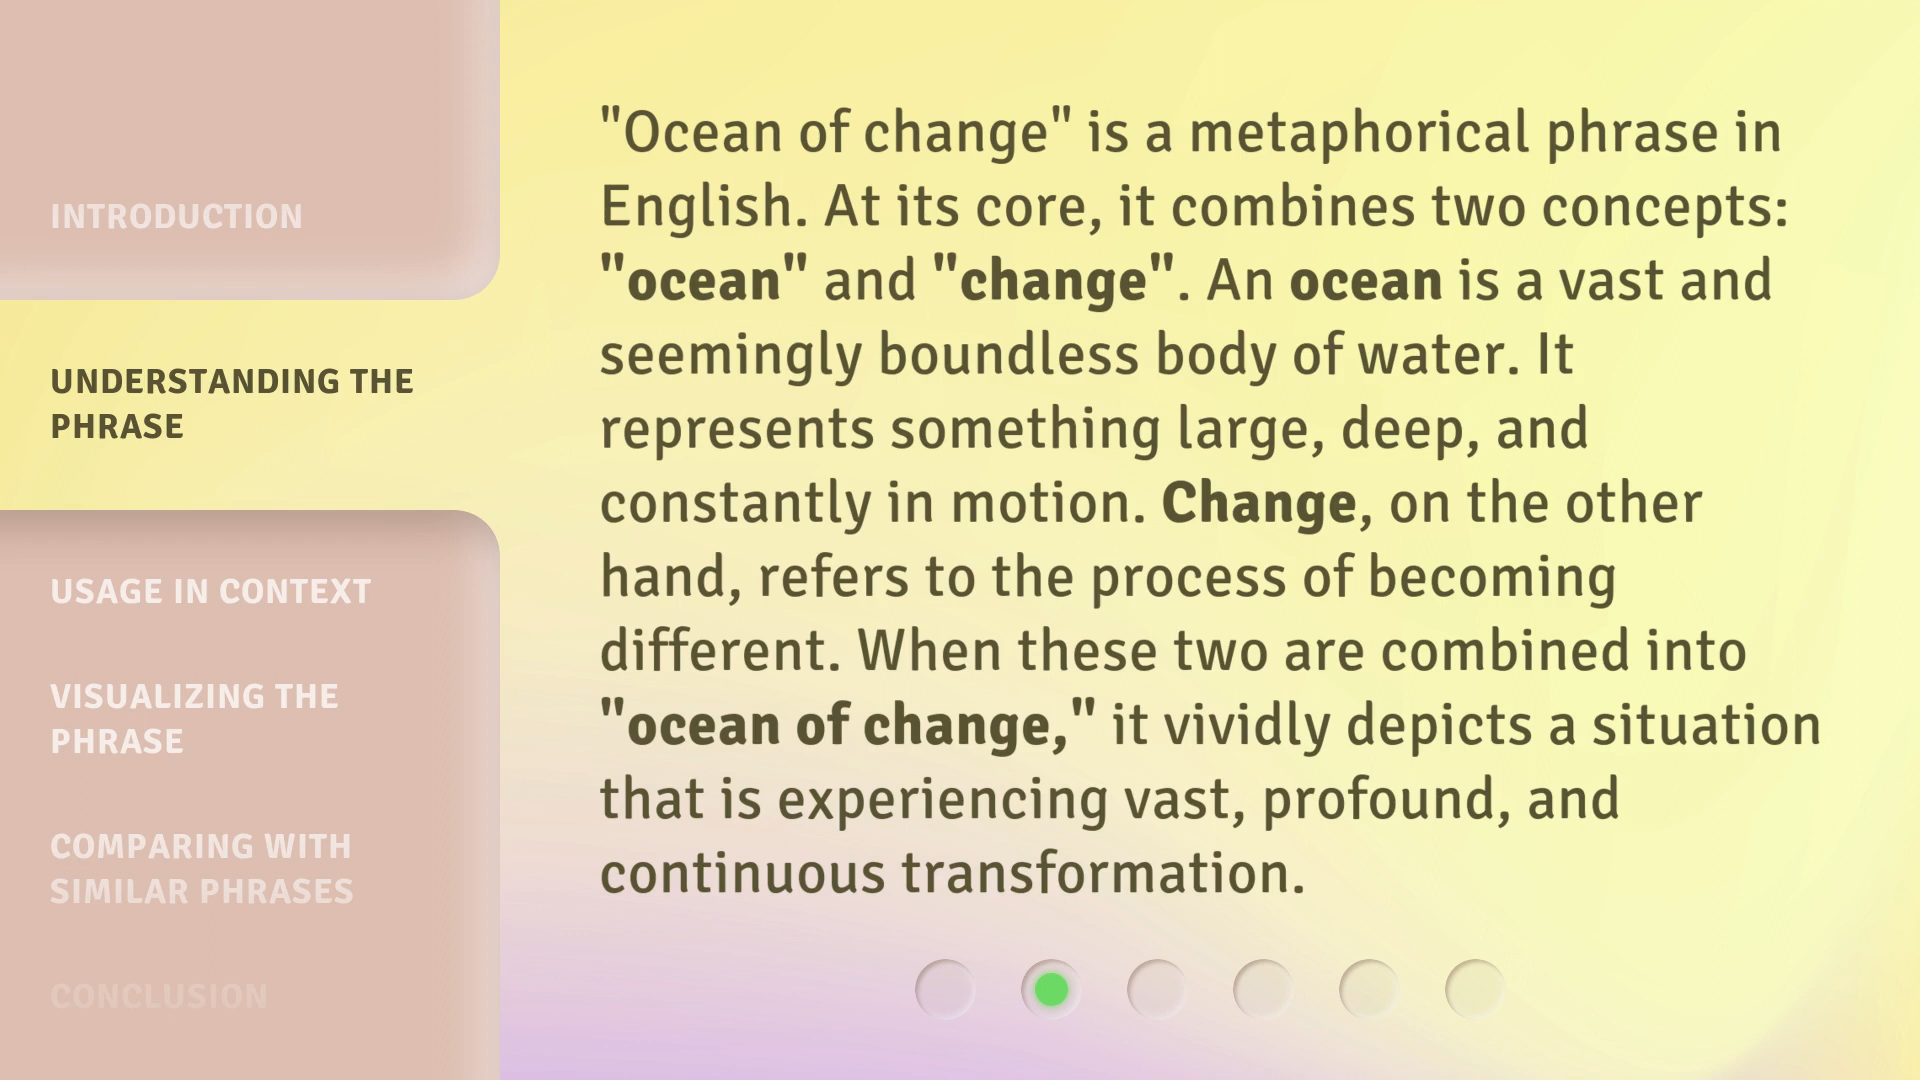 INTRODUCTION
UNDERSTANDING THE
PHRASE
USAGE IN CONTEXT
VISUALIZING THE
PHRASE
COMPARING WITH
SIMILAR PHRASES
CONCLUSION
"Ocean of change" is a metaphorical phrase in
English. At its core, it combines two concepts:
"ocean" and "change". An ocean is a vast and
seemingly boundless body of water. It
represents something large, deep, and
constantly in motion. Change, on the other
hand, refers to the process of becoming
different. When these two are combined into
"ocean of change," it vividly depicts a situation
that is experiencing vast, profound, and
continuous transformation.